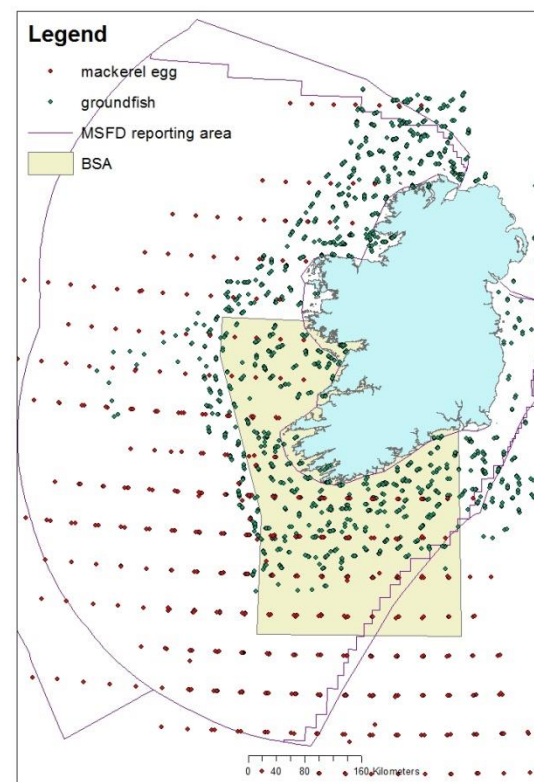 Legend
mackerel egg
groundfish
MSFD reporting area
BSA
0 40 80 160 Kilometers